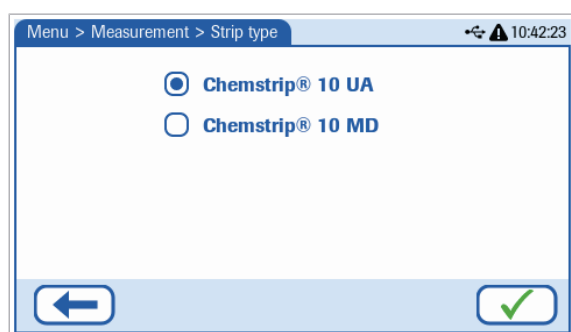 Menu > Measurement > Strip type 10:42:23
Chemstrip® 10 UA
Chemstrip® 10 MD